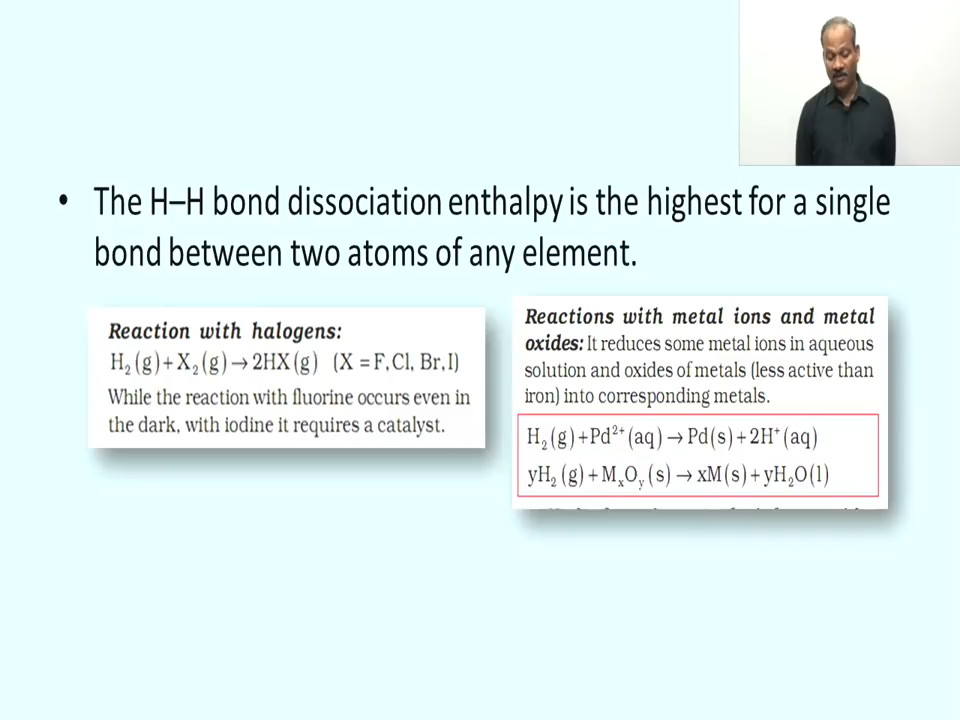 • The H–H bond dissociation enthalpy is the highest for a single
bond between two atoms of any element.
Reaction with halogens:
H₂(g)+X₂(g)→2HX(g) (X =F,Cl, Br,I)
While the reaction with fluorine occurs even in
the dark, with iodine it requires a catalyst.
Reactions with metal ions and metal
oxides: It reduces some metal ions in aqueous
solution and oxides of metals (less active than
iron) into corresponding metals.
H₂(g)+Pd²⁺(aq)→Pd(s)+2H⁺(aq)
yH₂(g)+MₓOᵧ(s)→xM(s)+yH₂O(l)